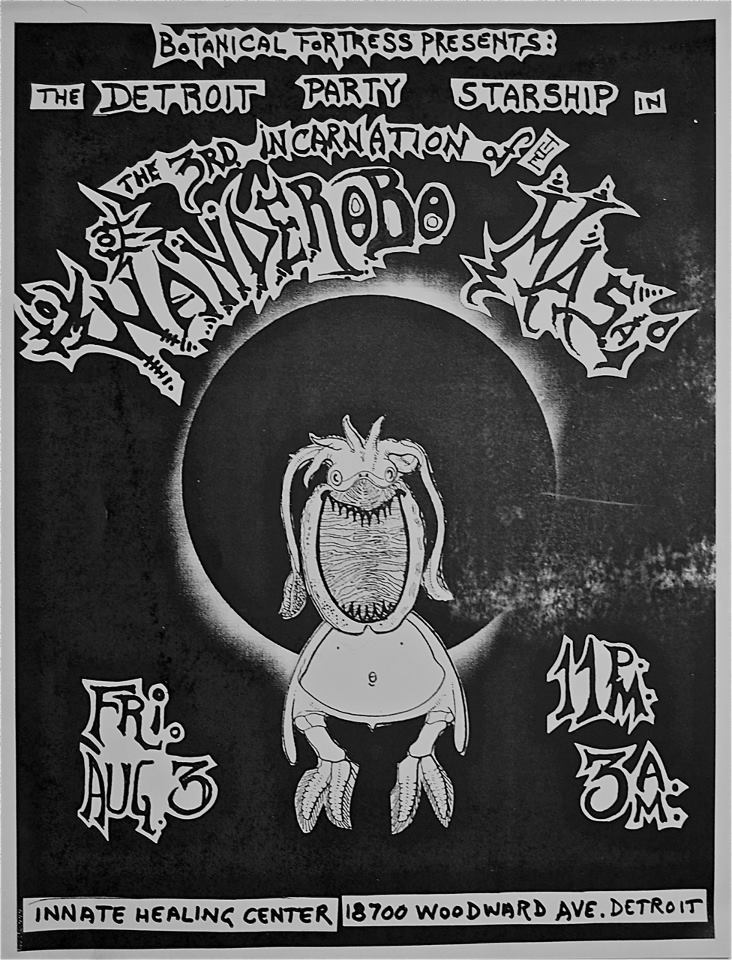 BOTANICAL FORTRESS PRESENTS:
THE DETROIT PARTY STARSHIP IN
THE 3RD INCARNATION of THE
WANDEROBO MASAI
FRI.
AUG. 3
11 P.M.
3 A.M.
INNATE HEALING CENTER
18700 WOODWARD AVE. DETROIT